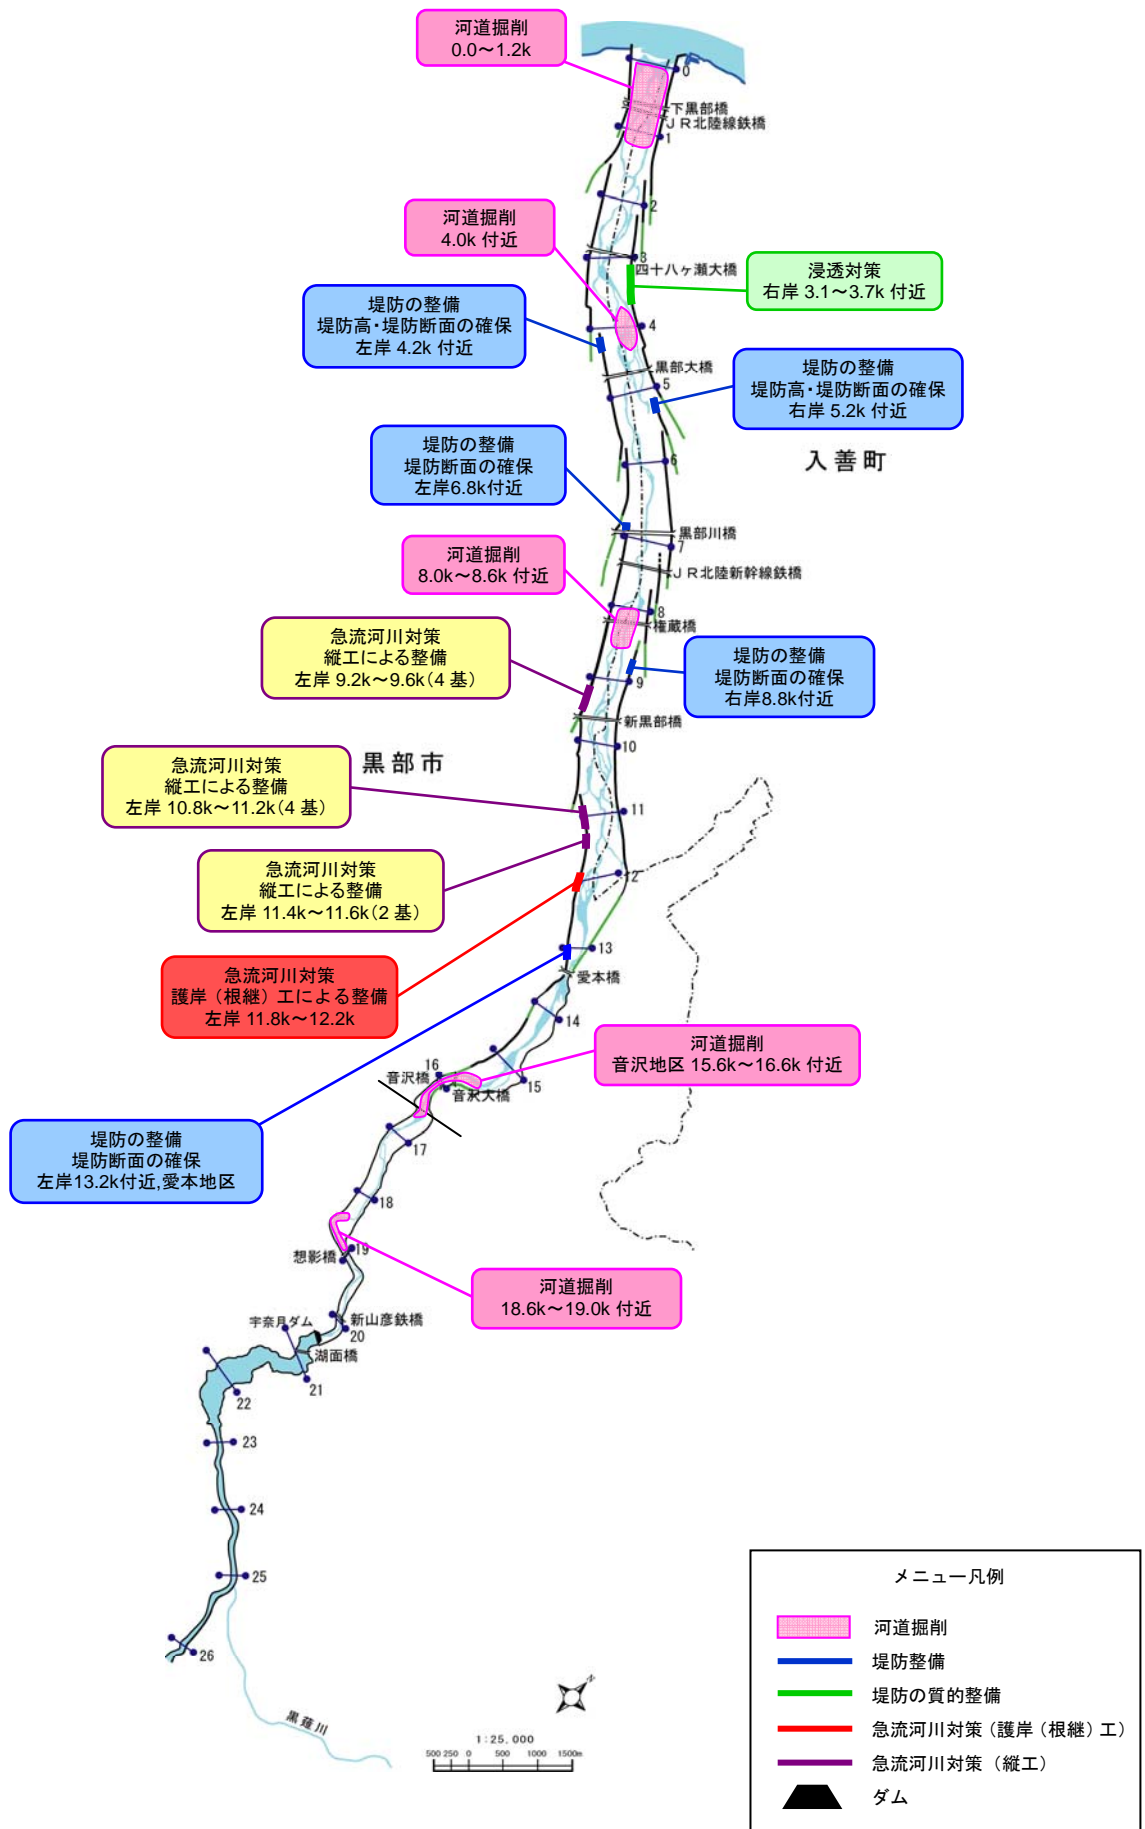 河道掘削
0.0～1.2k
0
下黒部橋
ＪＲ北陸線鉄橋
1
2
河道掘削
4.0k 付近
3
四十八ヶ瀬大橋
浸透対策
右岸 3.1～3.7k 付近
堤防の整備
堤防高・堤防断面の確保
左岸 4.2k 付近
4
黒部大橋
5
堤防の整備
堤防高・堤防断面の確保
右岸 5.2k 付近
堤防の整備
堤防断面の確保
左岸6.8k付近
6
入善町
黒部川橋
7
河道掘削
8.0k～8.6k 付近
ＪＲ北陸新幹線鉄橋
8
権蔵橋
急流河川対策
縦工による整備
左岸 9.2k～9.6k（4 基）
堤防の整備
堤防断面の確保
右岸8.8k付近
9
新黒部橋
10
黒部市
急流河川対策
縦工による整備
左岸 10.8k～11.2k（4 基）
11
急流河川対策
縦工による整備
左岸 11.4k～11.6k（2 基）
12
13
愛本橋
急流河川対策
護岸（根継）工による整備
左岸 11.8k～12.2k
14
河道掘削
音沢地区 15.6k～16.6k 付近
16
音沢橋
音沢大橋
15
堤防の整備
堤防断面の確保
左岸13.2k付近,愛本地区
17
18
19
想影橋
河道掘削
18.6k～19.0k 付近
宇奈月ダム
新山彦鉄橋
20
湖面橋
21
22
23
24
25
26
黒薙川
N
1:25,000
500 250 0 500 1000 1500m
メニュー凡例
河道掘削
堤防整備
堤防の質的整備
急流河川対策（護岸（根継）工）
急流河川対策（縦工）
ダム